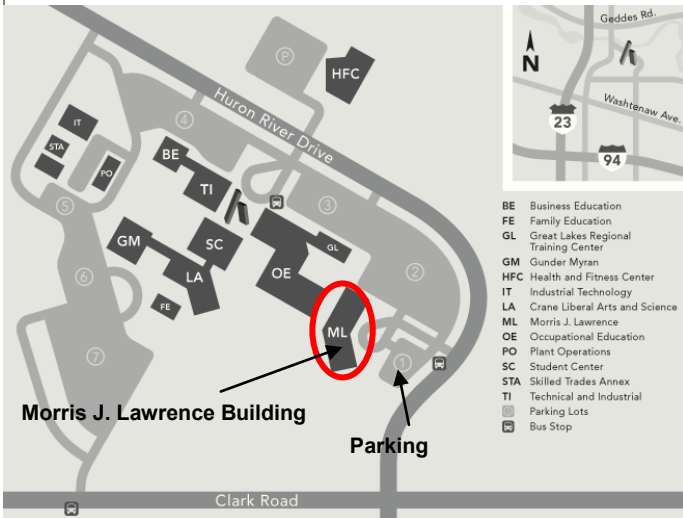 P
HFC
Huron River Drive
IT
4
STA
BE
PO
TI
3
5
GM
SC
GL
LA
OE
2
6
FE
ML
7
1
Morris J. Lawrence Building
Parking
Clark Road
Geddes Rd.
N
Washtenaw Ave.
23
94
BE Business Education
FE Family Education
GL Great Lakes Regional
Training Center
GM Gunder Myran
HFC Health and Fitness Center
IT Industrial Technology
LA Crane Liberal Arts and Science
ML Morris J. Lawrence
OE Occupational Education
PO Plant Operations
SC Student Center
STA Skilled Trades Annex
TI Technical and Industrial
Parking Lots
Bus Stop